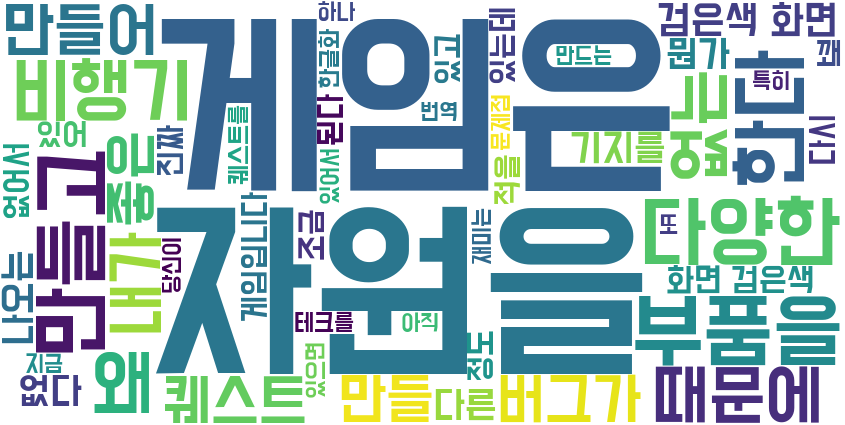 만들어
게임은
하나
한글화
있고
있는데
만드는
검은색 화면
뭔가
꽤
비행기
특히
한다
번역
된다
문제점
없는
기지를
다시
있어
퀘스트를
진짜
좋은
없어서
만들고
있어서
적을
자원을
다양한
내가
당신이
게임입니다
조금
재미는
또
나오는
화면 검은색
부품을
테크를
아직
정도
지금
있으면
없다
왜
퀘스트
만들
다른
버그가
때문에